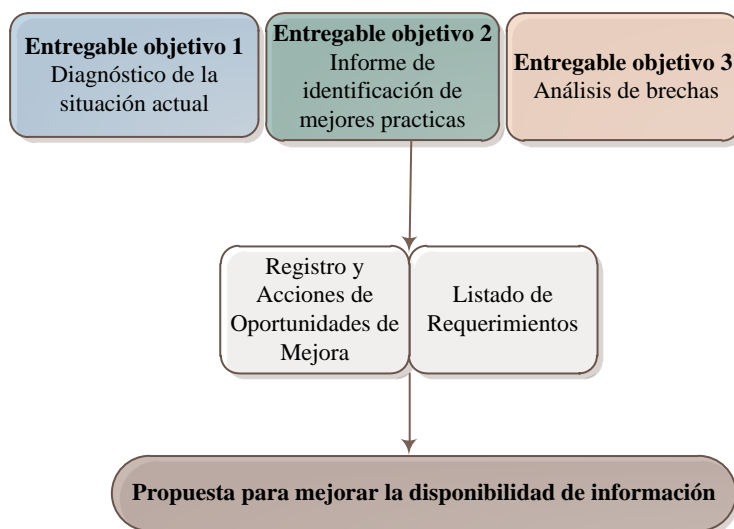 Entregable objetivo 1
Diagnóstico de la
situación actual
Entregable objetivo 2
Informe de
identificación de
mejores practicas
Entregable objetivo 3
Análisis de brechas
Registro y
Acciones de
Oportunidades de
Mejora
Listado de
Requerimientos
Propuesta para mejorar la disponibilidad de información